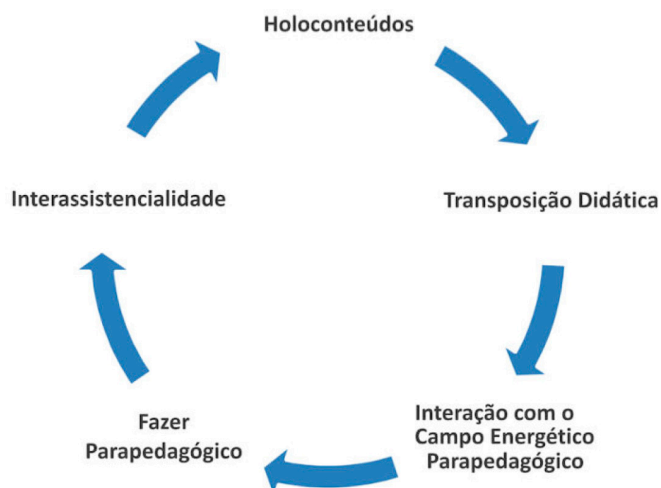 Holoconteúdos
Transposição Didática
Interação com o
Campo Energético
Parapedagógico
Fazer
Parapedagógico
Interassistencialidade